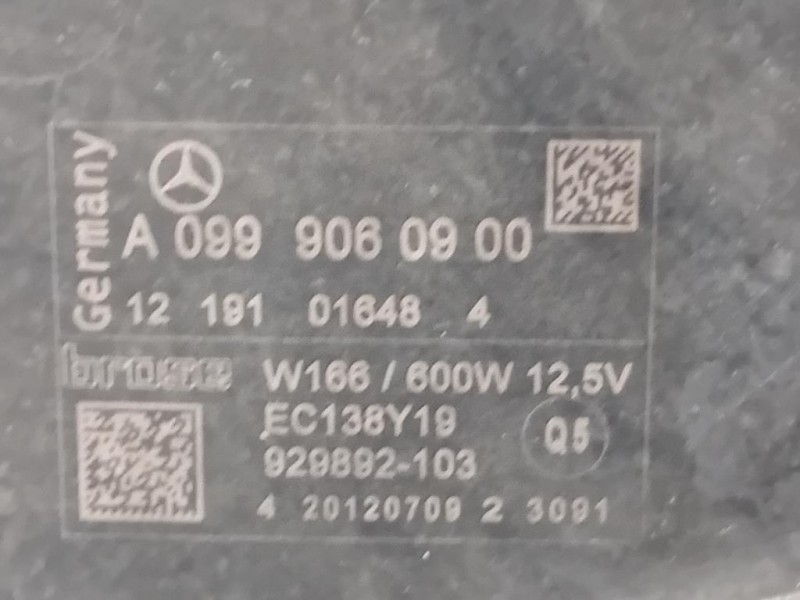 Germany
A 099 906 09 00
12 191 01648 4
brose W166 / 600W 12,5V
EC138Y19
Q5
929892-103
4 20120709 2 3091